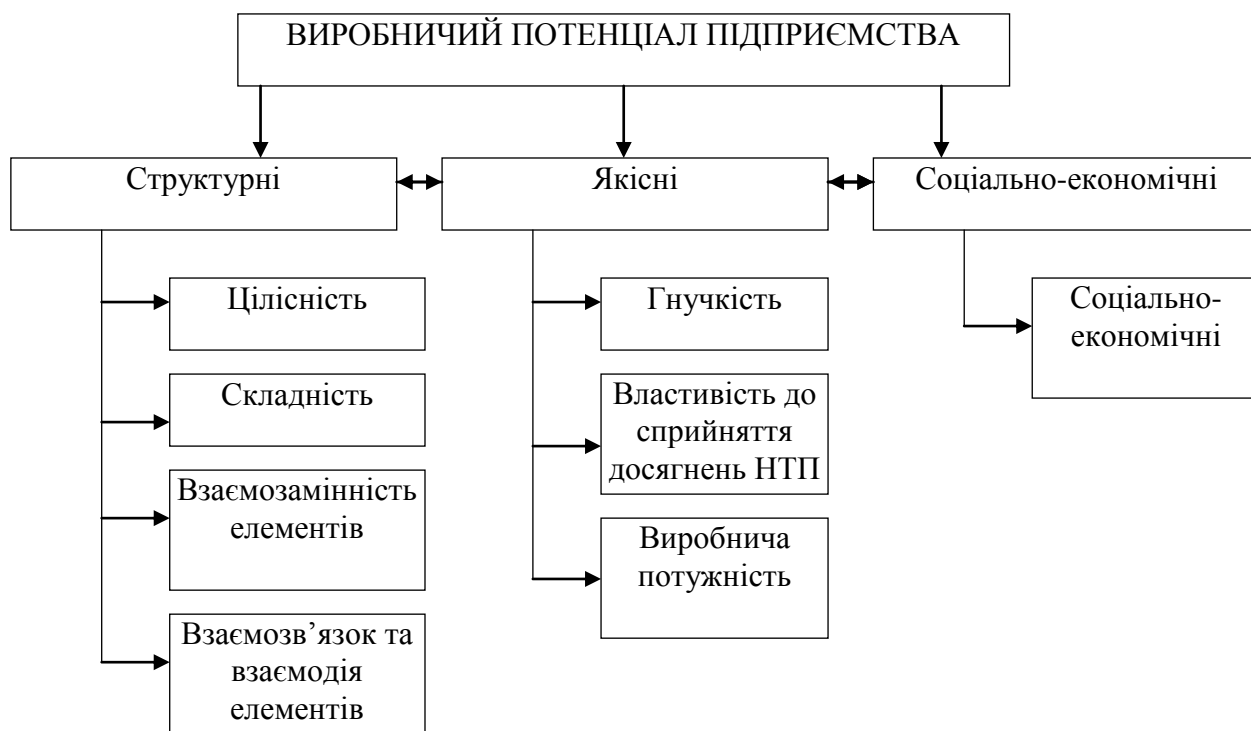 ВИРОБНИЧИЙ ПОТЕНЦІАЛ ПІДПРИЄМСТВА
Структурні
Якісні
Соціально-економічні
Цілісність
Складність
Взаємозамінність
елементів
Взаємозв’язок та
взаємодія
елементів
Гнучкість
Властивість до
сприйняття
досягнень НТП
Виробнича
потужність
Соціально-
економічні